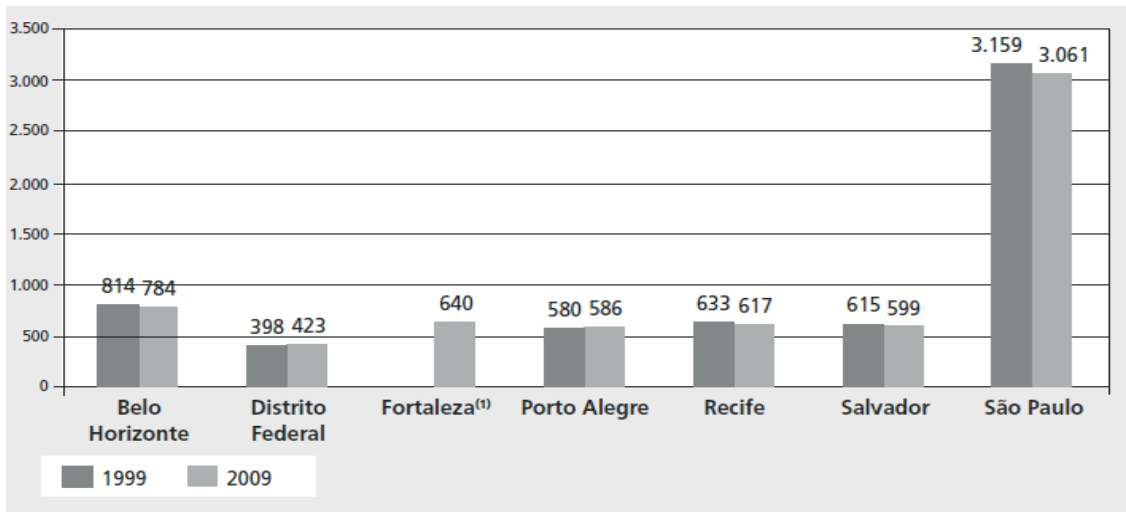 3.500
3.000
2.500
2.000
1.500
1.000
500
0
814 784
398 423
640
580 586
633 617
615 599
3.159 3.061
Belo
Horizonte
Distrito
Federal
Fortaleza⁽¹⁾
Porto Alegre
Recife
Salvador
São Paulo
1999 2009